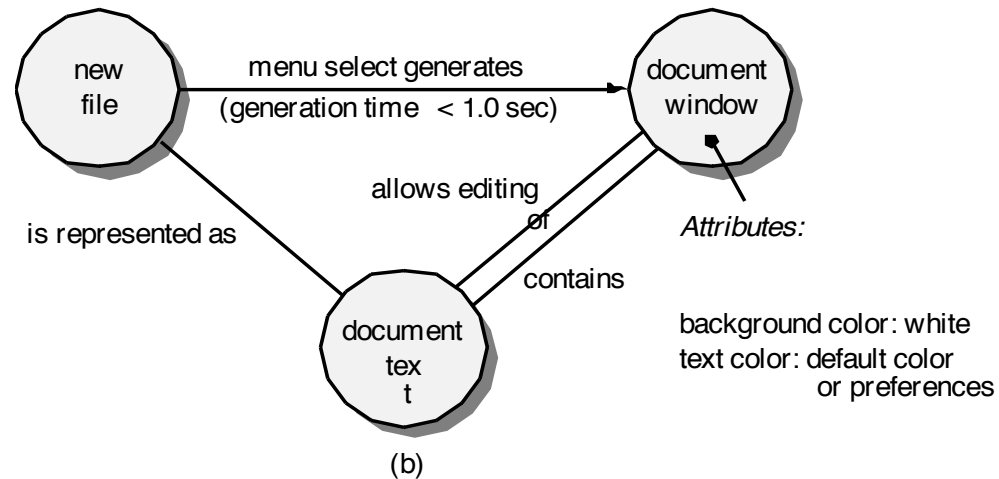 new
file
menu select generates
(generation time < 1.0 sec)
document
window
allows editing
of
is represented as
contains
Attributes:
background color: white
text color: default color
or preferences
document
tex
t
(b)